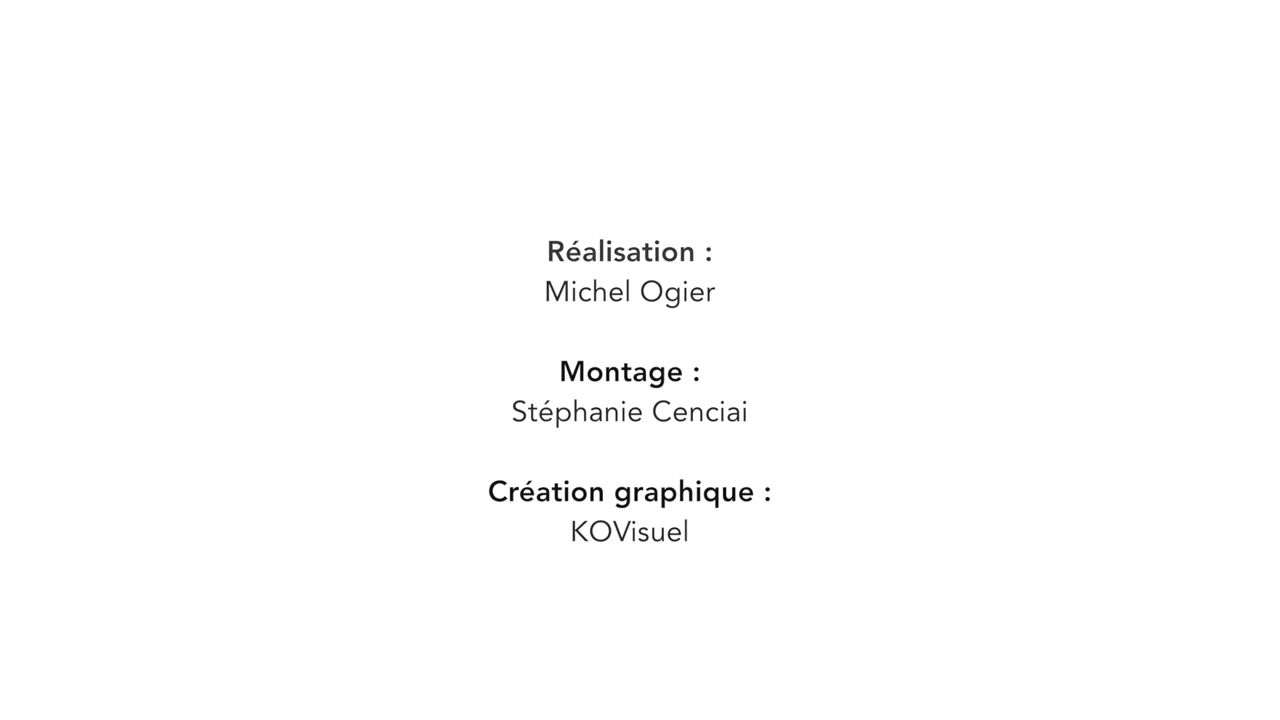 Réalisation :
Michel Ogier
Montage :
Stéphanie Cenciai
Création graphique :
KOVisuel